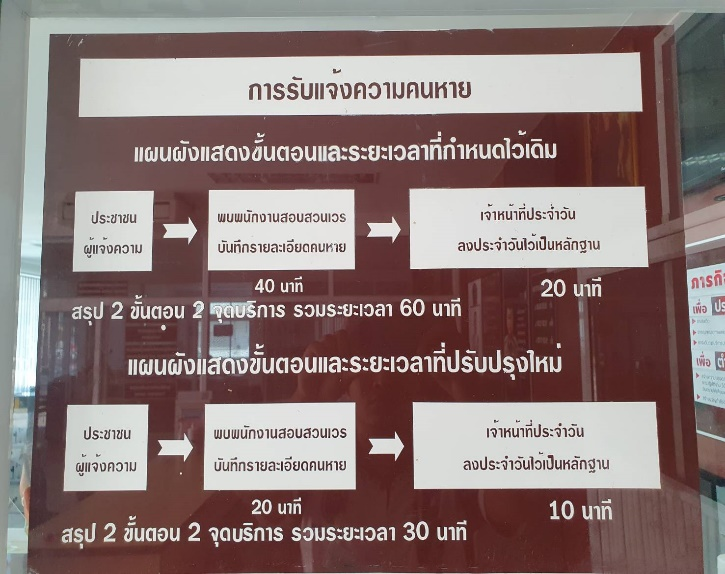 การรับแจ้งความคนหาย
แผนผังแสดงขั้นตอนและระยะเวลาที่กำหนดไว้เดิม
ประชาชน
ผู้แจ้งความ
พบพนักงานสอบสวนเวร
บันทึกรายละเอียดคนหาย
เจ้าหน้าที่ประจำวัน
ลงประจำวันไว้เป็นหลักฐาน
40 นาที
20 นาที
สรุป 2 ขั้นตอน 2 จุดบริการ รวมระยะเวลา 60 นาที
แผนผังแสดงขั้นตอนและระยะเวลาที่ปรับปรุงใหม่
ประชาชน
ผู้แจ้งความ
พบพนักงานสอบสวนเวร
บันทึกรายละเอียดคนหาย
เจ้าหน้าที่ประจำวัน
ลงประจำวันไว้เป็นหลักฐาน
20 นาที
10 นาที
สรุป 2 ขั้นตอน 2 จุดบริการ รวมระยะเวลา 30 นาที
เพื่อ
เพื่อ